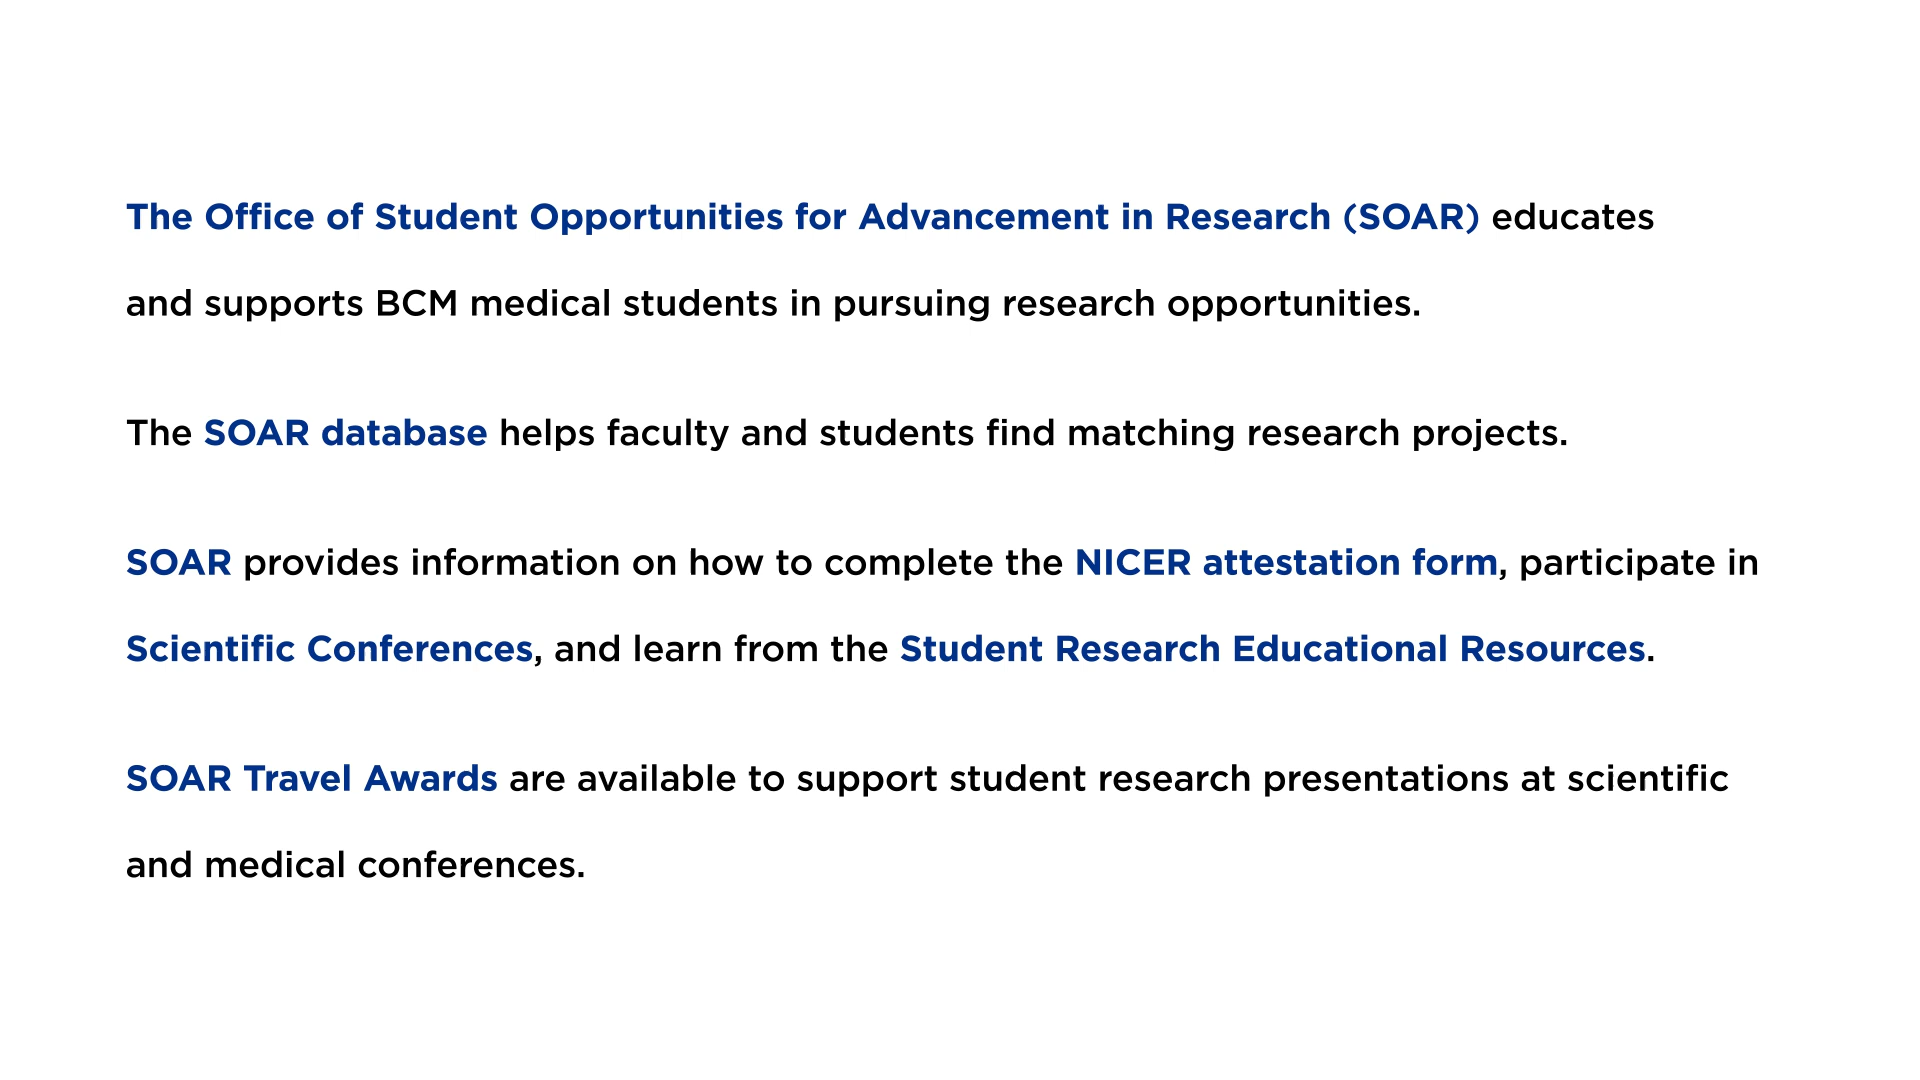 The Office of Student Opportunities for Advancement in Research (SOAR) educates
and supports BCM medical students in pursuing research opportunities.
The SOAR database helps faculty and students find matching research projects.
SOAR provides information on how to complete the NICER attestation form, participate in
Scientific Conferences, and learn from the Student Research Educational Resources.
SOAR Travel Awards are available to support student research presentations at scientific
and medical conferences.